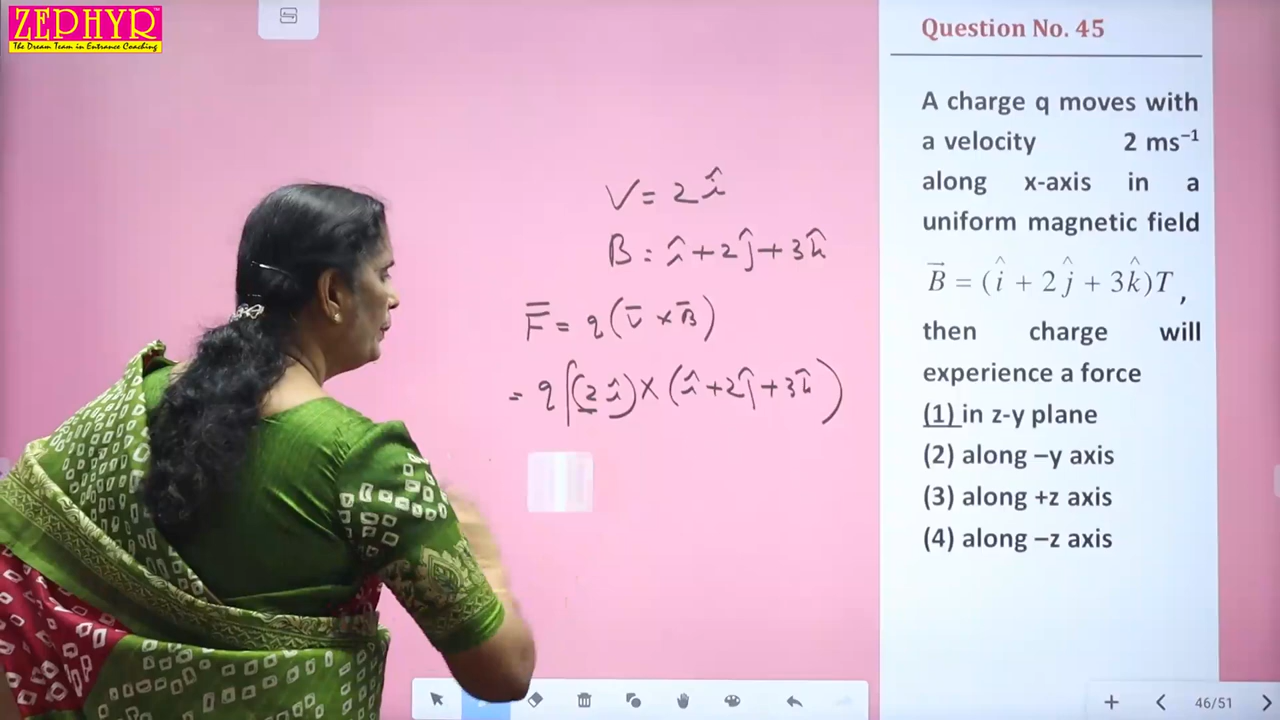 ZEPHYR™
The Dream Team in Entrance Coaching
V = 2î
B : î + 2ĵ + 3k̂
F̅ = q(v̅ × B̅)
= q((2î) × (î + 2ĵ + 3k̂)
Question No. 45
A charge q moves with
a velocity 2 ms⁻¹
along x-axis in a
uniform magnetic field
B⃗ = (î + 2ĵ + 3k̂)T ,
then charge will
experience a force
(1) in z-y plane
(2) along –y axis
(3) along +z axis
(4) along –z axis
46/51